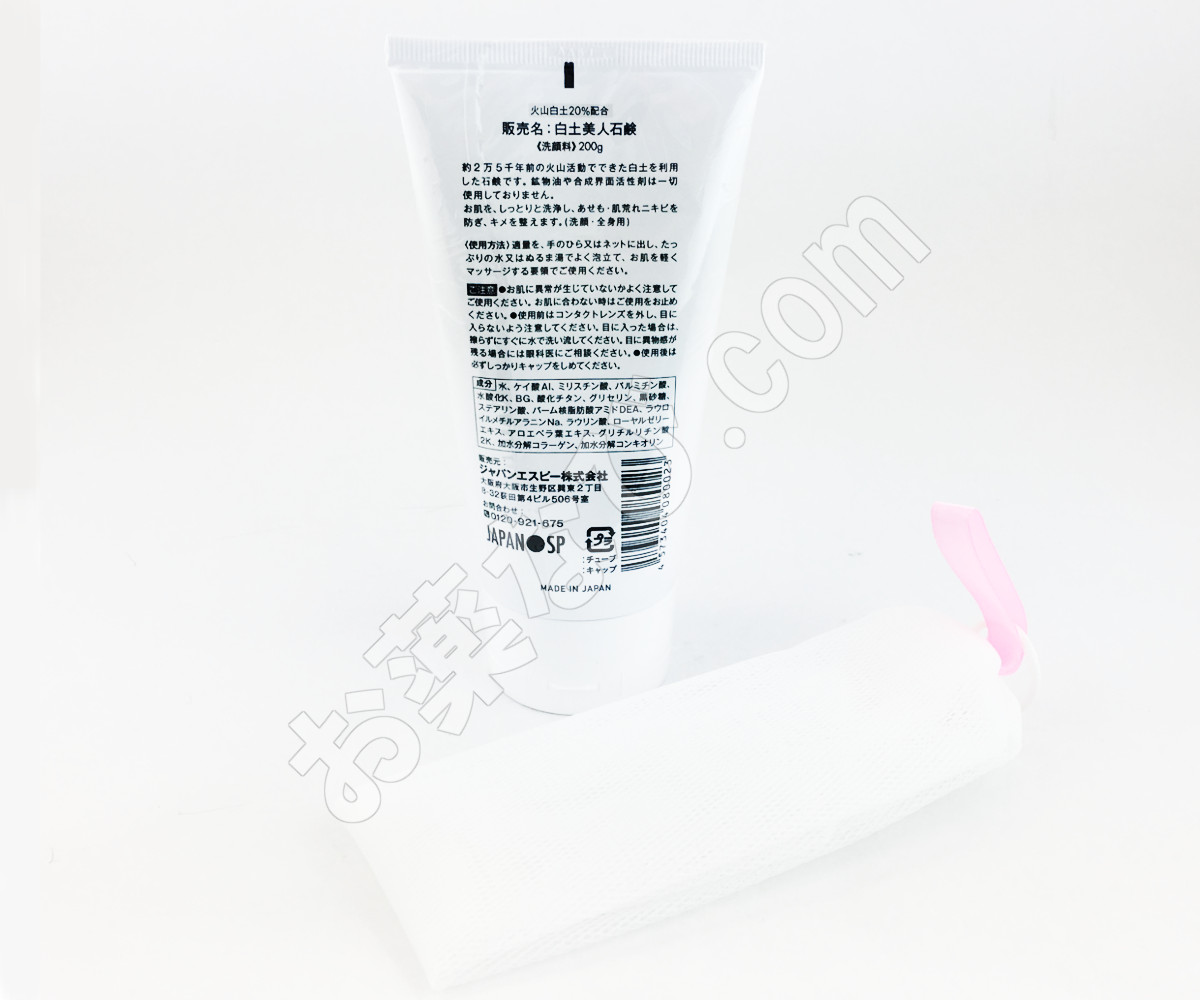 火山白土20%配合
販売名：白土美人石鹸
《洗顔料》200g
約2万5千年前の火山活動でできた白土を利用
した石鹸です。鉱物油や合成界面活性剤は一切
使用しておりません。
お肌を、しっとりと洗浄し、あせも・肌荒れニキビを
防ぎ、キメを整えます。(洗顔・全身用)
〈使用方法〉適量を、手のひら又はネットに出し、たっ
ぷりの水又はぬるま湯でよく泡立て、お肌を軽く
マッサージする要領でご使用ください。
ご注意 ●お肌に異常が生じていないかよく注意して
ご使用ください。お肌に合わない時はご使用をお止め
ください。●使用前はコンタクトレンズを外し、目に
入らないよう注意してください。目に入った場合は、
擦らずにすぐに水で洗い流してください。目に異物感が
残る場合には眼科医にご相談ください。●使用後は
必ずしっかりキャップをしめてください。
成分 水、ケイ酸Al、ミリスチン酸、パルミチン酸、
水酸化K、BG、酸化チタン、グリセリン、黒砂糖、
ステアリン酸、パーム核脂肪酸アミドDEA、ラウロ
イルメチルアラニンNa、ラウリン酸、ローヤルゼリー
エキス、アロエベラ葉エキス、グリチルリチン酸
2K、加水分解コラーゲン、加水分解コンキオリン
販売元：
ジャパンエスピー株式会社
大阪府大阪市生野区巽東2丁目
8-32荻田第4ビル506号室
お問合わせ：
0120-921-675
JAPAN●SP
プラ
:チューブ
:キャップ
4573404089023
MADE IN JAPAN
お薬なら.com